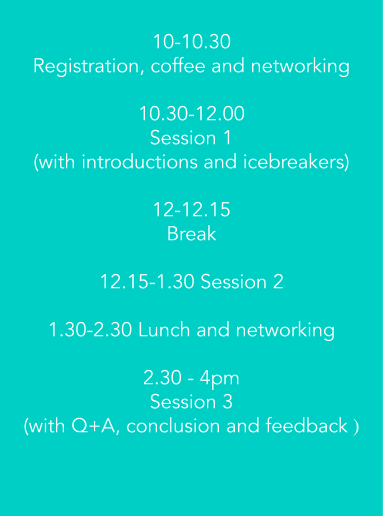 10-10.30
Registration, coffee and networking
10.30-12.00
Session 1
(with introductions and icebreakers)
12-12.15
Break
12.15-1.30 Session 2
1.30-2.30 Lunch and networking
2.30 - 4pm
Session 3
(with Q+A, conclusion and feedback )